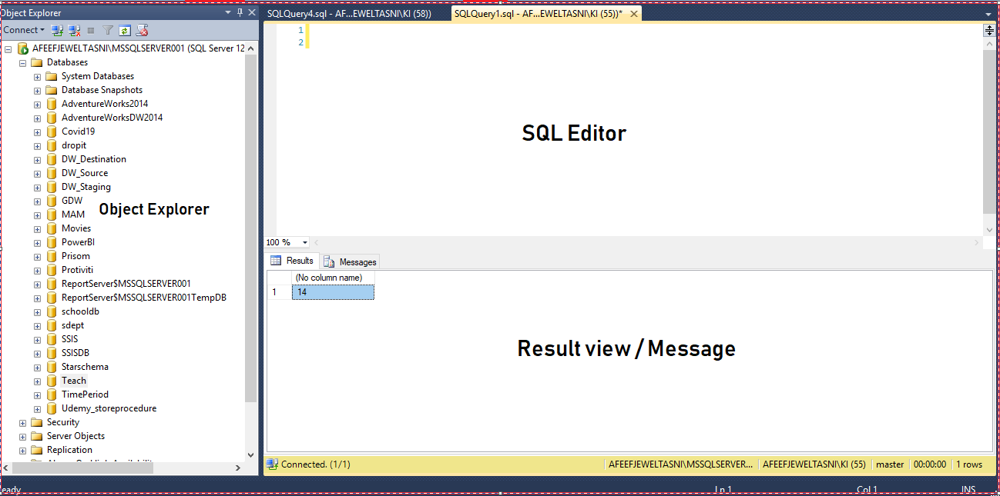 Object Explorer
Connect
AFEEFJEWELTASNI\MSSQLSERVER001 (SQL Server 12
Databases
System Databases
Database Snapshots
AdventureWorks2014
AdventureWorksDW2014
Covid19
dropit
DW_Destination
DW_Source
DW_Staging
GDW
MAM
Object Explorer
Movies
PowerBI
Prisom
Protiviti
ReportServer$MSSQLSERVER001
ReportServer$MSSQLSERVER001TempDB
schooldb
sdept
SSIS
SSISDB
Starschema
Teach
TimePeriod
Udemy_storeprocedure
Security
Server Objects
Replication
SQLQuery4.sql - AF...EWELTASNI\KI (58))
SQLQuery1.sql - AF...EWELTASNI\KI (55))*
1
2
SQL Editor
100 %
Results
Messages
(No column name)
1 14
Result view / Message
Connected. (1/1)
AFEEFJEWELTASNI\MSSQLSERVER...
AFEEFJEWELTASNI\KI (55)
master
00:00:00
1 rows
eady
Ln 1
Col 1
INS